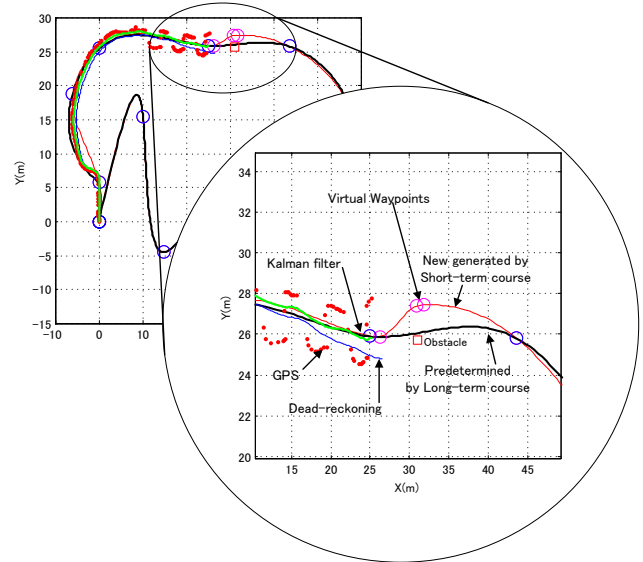 30
25
20
15
10
5
0
-5
-10
-15
Y(m)
-10
0
10
34
32
30
28
26
24
22
20
Y(m)
Virtual Waypoints
Kalman filter
New generated by
Short-term course
Obstacle
GPS
Predetermined
by Long-term course
Dead-reckoning
15
20
25
30
35
40
45
X(m)